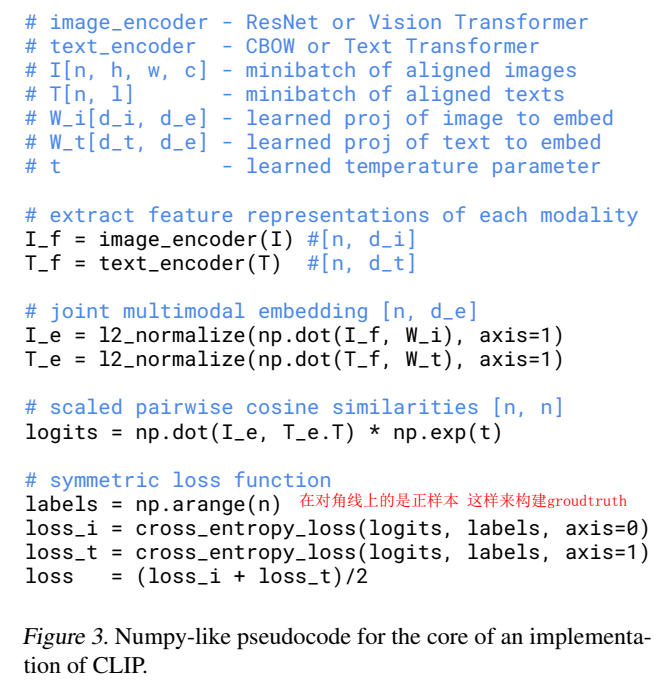 # image_encoder - ResNet or Vision Transformer
# text_encoder  - CBOW or Text Transformer
# I[n, h, w, c] - minibatch of aligned images
# T[n, l]       - minibatch of aligned texts
# W_i[d_i, d_e] - learned proj of image to embed
# W_t[d_t, d_e] - learned proj of text to embed
# t             - learned temperature parameter
# extract feature representations of each modality
I_f = image_encoder(I) #[n, d_i]
T_f = text_encoder(T)  #[n, d_t]
# joint multimodal embedding [n, d_e]
I_e = l2_normalize(np.dot(I_f, W_i), axis=1)
T_e = l2_normalize(np.dot(T_f, W_t), axis=1)
# scaled pairwise cosine similarities [n, n]
logits = np.dot(I_e, T_e.T) * np.exp(t)
# symmetric loss function
labels = np.arange(n) 在对角线上的是正样本 这样来构建groudtruth
loss_i = cross_entropy_loss(logits, labels, axis=0)
loss_t = cross_entropy_loss(logits, labels, axis=1)
loss   = (loss_i + loss_t)/2
Figure 3. Numpy-like pseudocode for the core of an implementa-
tion of CLIP.